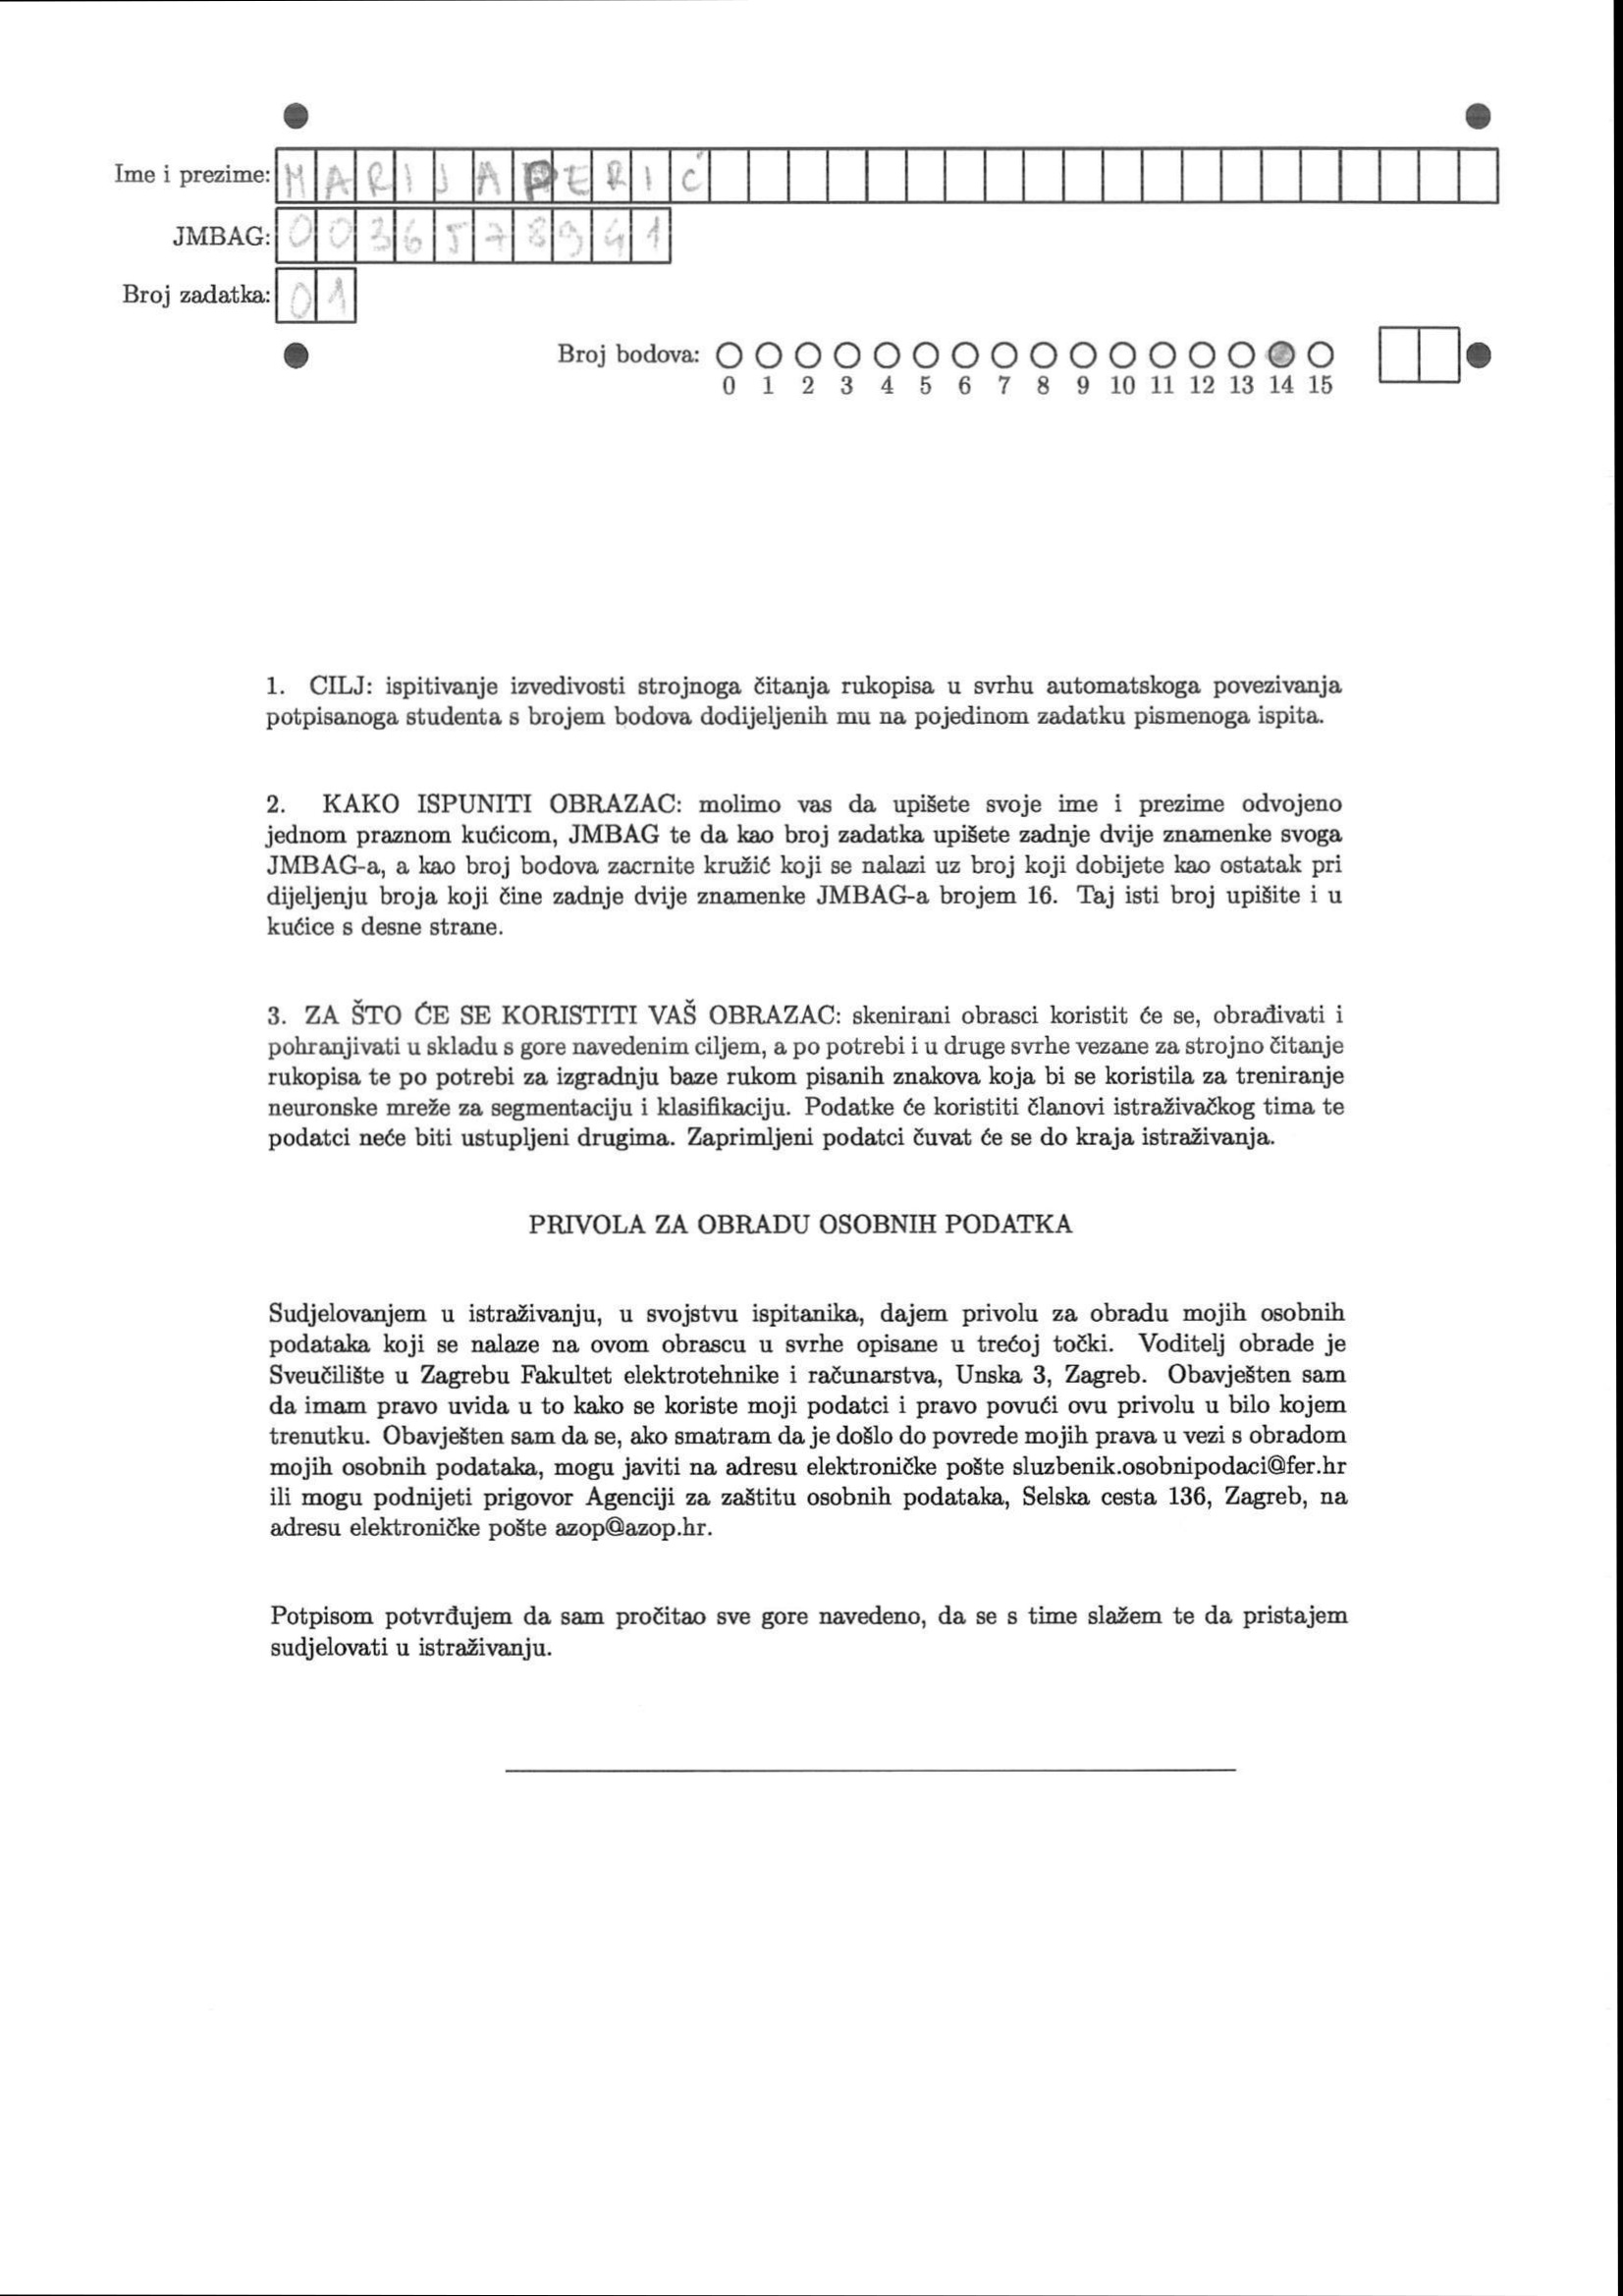 Ime i prezime: MARIJAPERIĆ
JMBAG: 0036578941
Broj zadatka: 01
Broj bodova:
0 1 2 3 4 5 6 7 8 9 10 11 12 13 14 15
1. CILJ: ispitivanje izvedivosti strojnoga čitanja rukopisa u svrhu automatskoga povezivanja
potpisanoga studenta s brojem bodova dodijeljenih mu na pojedinom zadatku pismenoga ispita.
2. KAKO ISPUNITI OBRAZAC: molimo vas da upišete svoje ime i prezime odvojeno
jednom praznom kućicom, JMBAG te da kao broj zadatka upišete zadnje dvije znamenke svoga
JMBAG-a, a kao broj bodova zacrnite kružić koji se nalazi uz broj koji dobijete kao ostatak pri
dijeljenju broja koji čine zadnje dvije znamenke JMBAG-a brojem 16. Taj isti broj upišite i u
kućice s desne strane.
3. ZA ŠTO ĆE SE KORISTITI VAŠ OBRAZAC: skenirani obrasci koristit će se, obrađivati i
pohranjivati u skladu s gore navedenim ciljem, a po potrebi i u druge svrhe vezane za strojno čitanje
rukopisa te po potrebi za izgradnju baze rukom pisanih znakova koja bi se koristila za treniranje
neuronske mreže za segmentaciju i klasifikaciju. Podatke će koristiti članovi istraživačkog tima te
podatci neće biti ustupljeni drugima. Zaprimljeni podatci čuvat će se do kraja istraživanja.
PRIVOLA ZA OBRADU OSOBNIH PODATKA
Sudjelovanjem u istraživanju, u svojstvu ispitanika, dajem privolu za obradu mojih osobnih
podataka koji se nalaze na ovom obrascu u svrhe opisane u trećoj točki. Voditelj obrade je
Sveučilište u Zagrebu Fakultet elektrotehnike i računarstva, Unska 3, Zagreb. Obavješten sam
da imam pravo uvida u to kako se koriste moji podatci i pravo povući ovu privolu u bilo kojem
trenutku. Obavješten sam da se, ako smatram da je došlo do povrede mojih prava u vezi s obradom
mojih osobnih podataka, mogu javiti na adresu elektroničke pošte sluzbenik.osobnipodaci@fer.hr
ili mogu podnijeti prigovor Agenciji za zaštitu osobnih podataka, Selska cesta 136, Zagreb, na
adresu elektroničke pošte azop@azop.hr.
Potpisom potvrđujem da sam pročitao sve gore navedeno, da se s time slažem te da pristajem
sudjelovati u istraživanju.